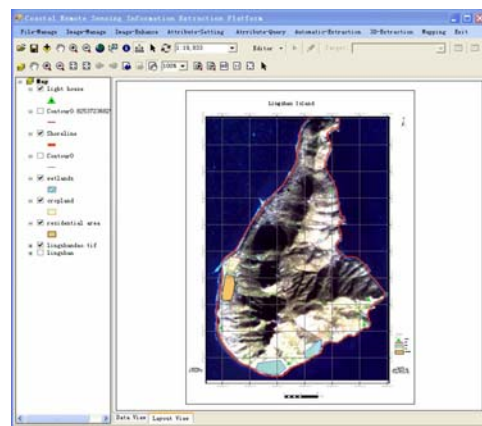 Coastal Remote Sensing Information Extraction Platform
File-Manage Image-Manage Image-Enhance Attribute-Setting Attribute-Query Automatic-Extraction 3D-Extraction Mapping Exit
Editor
Target:
100%
Map
Light house
Shoreline
Contour0
wetlands
cropland
residential area
lingshandao tif
lingshan
Lingshan Island
Data View Layout View